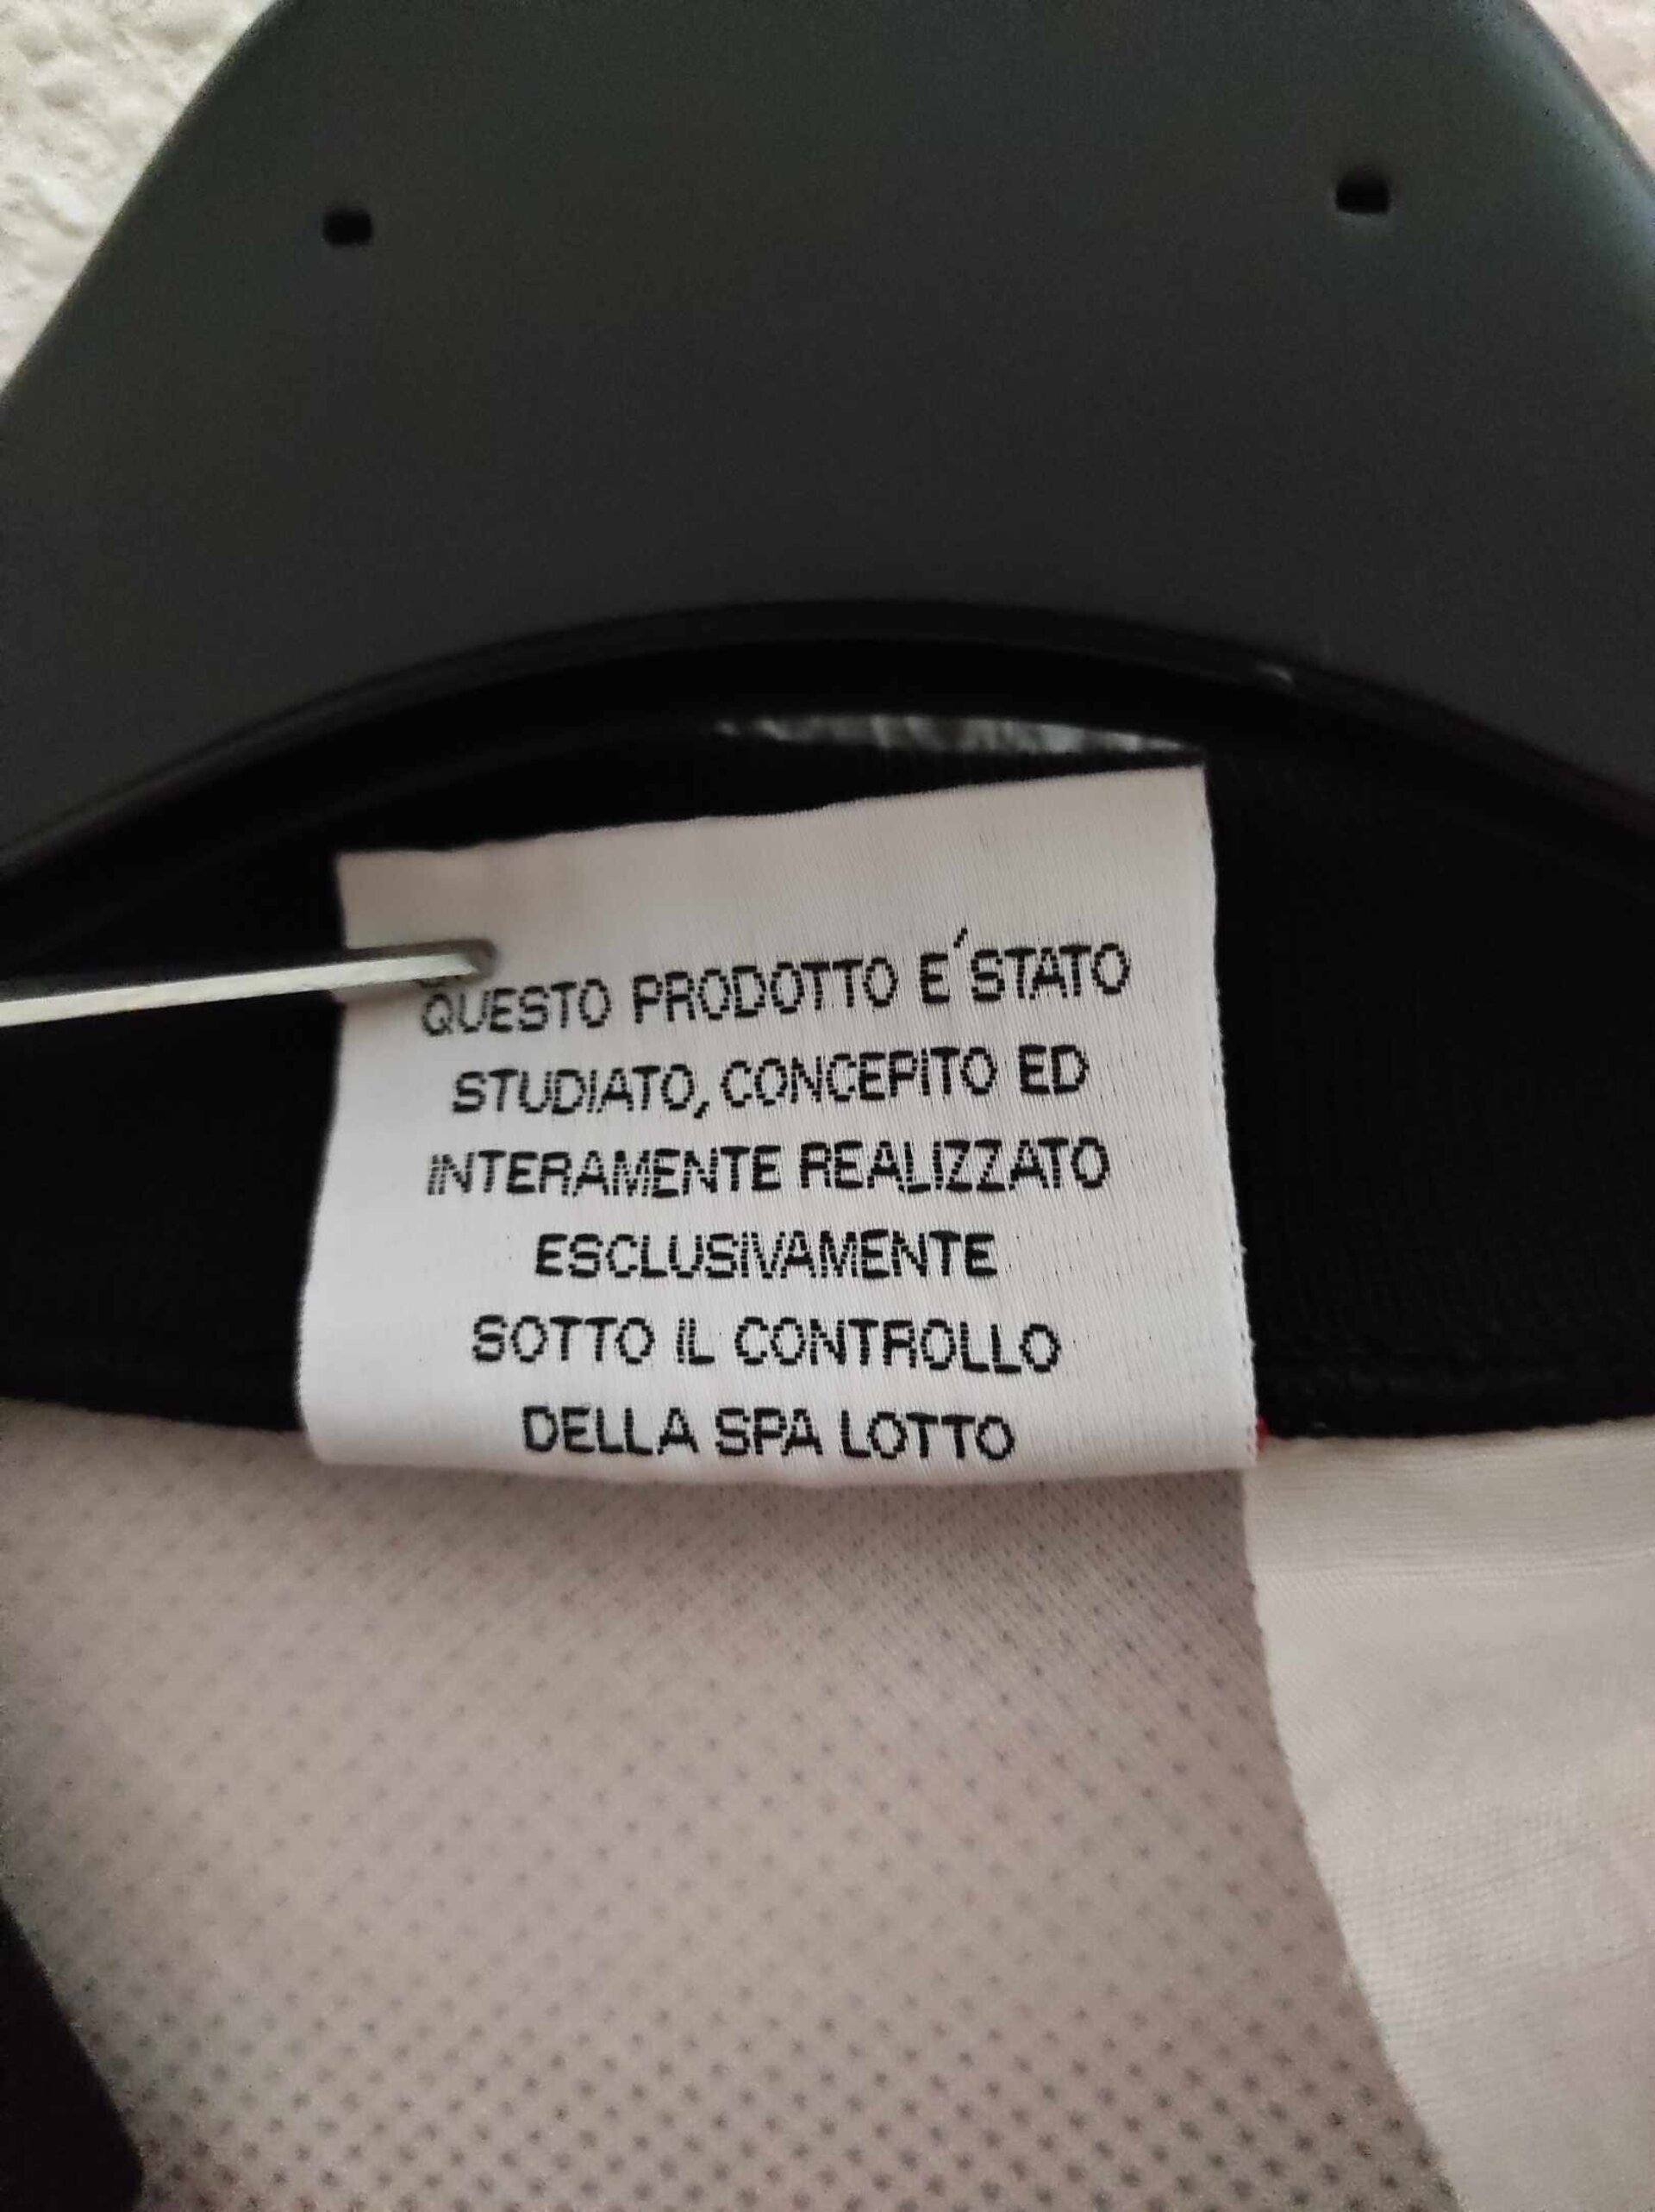 QUESTO PRODOTTO E´STATO
STUDIATO, CONCEPITO ED
INTERAMENTE REALIZZATO
ESCLUSIVAMENTE
SOTTO IL CONTROLLO
DELLA SPA LOTTO